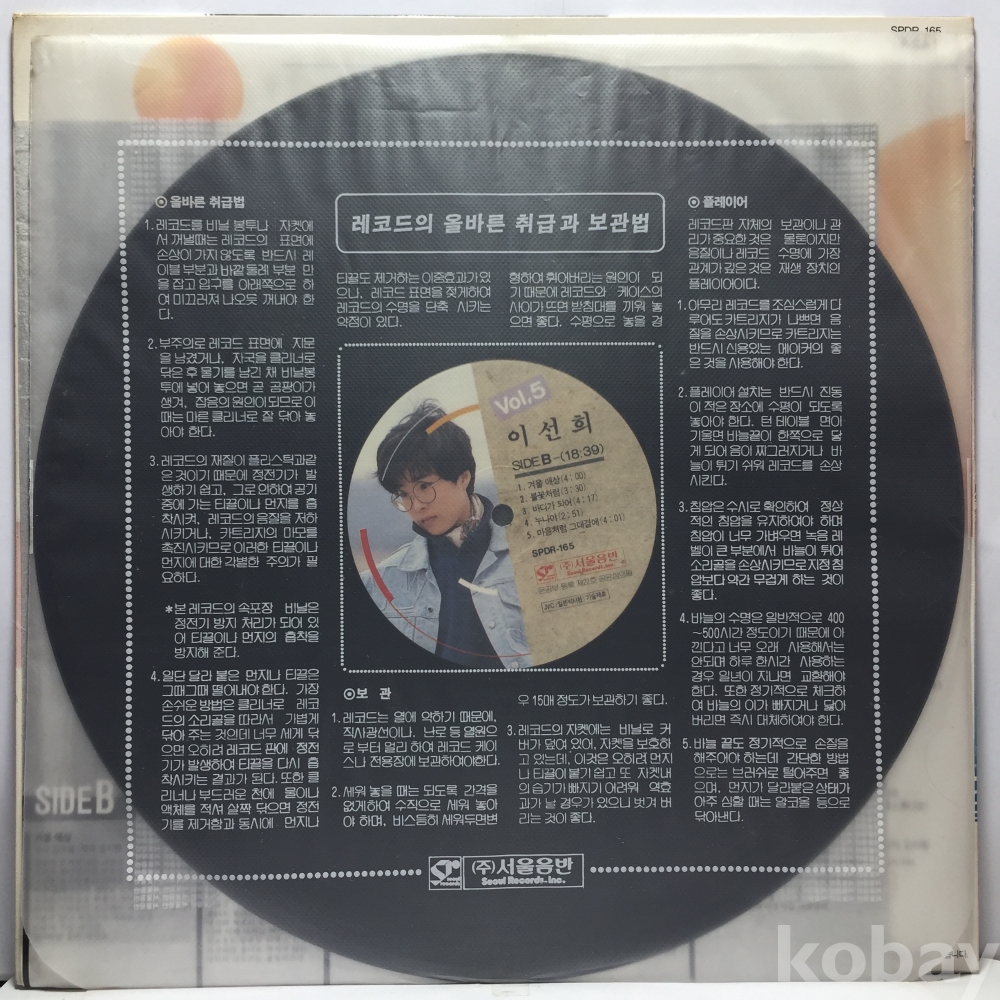 SPDR-165
레코드의 올바른 취급과 보관법
⊙ 올바른 취급법
1. 레코드를 비닐 봉투나 자켓에
서 꺼낼때는 레코드의 표면에
손상이 가지 않도록 반드시 레
이블 부분과 바깥 둘레 부분 만
을 잡고 입구를 아래쪽으로 하
여 미끄러져 나오듯 꺼내야 한
다.
2. 부주의로 레코드 표면에 지문
을 남겼거나, 자국을 클리너로
닦은 후 물기를 남긴 채 비닐봉
투에 넣어 놓으면 곧 곰팡이가
생겨, 잡음의 원인이 되므로 이
때는 마른 클리너로 잘 닦아 놓
아야 한다.
3. 레코드의 재질이 플라스틱과같
은 것이기 때문에 정전기가 발
생하기 쉽고, 그로 인하여 공기
중에 가는 티끌이나 먼지를 흡
착시켜, 레코드의 음질을 저하
시키거나, 카트리지의 마모를
촉진시키므로 이러한 티끌이나
먼지에 대한 각별한 주의가 필
요하다.
*본 레코드의 속포장 비닐은
정전기 방지 처리가 되어 있
어 티끌이나 먼지의 흡착을
방지해 준다.
4. 일단 달라 붙은 먼지나 티끌은
그때그때 떨어내야 한다. 가장
손쉬운 방법은 클리너로 레코
드의 소리골을 따라서 가볍게
닦아 주는 것인데 너무 세게 닦
으면 오히려 레코드 판에 정전
기가 발생하여 티끌을 다시 흡
착시키는 결과가 된다. 또한 클
리너나 부드러운 천에 물이나
액체를 적셔 살짝 닦으면 정전
기를 제거함과 동시에 먼지나
티끌도 제거하는 이중효과가 있
으나, 레코드 표면을 젖게하여
레코드의 수명을 단축 시키는
약점이 있다.
⊙보 관
1. 레코드는 열에 약하기 때문에,
직사광선이나, 난로 등 열원으
로 부터 멀리 하여 레코드 케이
스나 전용장에 보관하여야한다.
2. 세워 놓을 때는 되도록 간격을
없게하여 수직으로 세워 놓아
야 하며, 비스듬히 세워두면변
형하여 휘어버리는 원인이 되
기 때문에 레코드와 케이스의
사이가 뜨면 받침대를 끼워 놓
으면 좋다. 수평으로 놓을 경
우 15매 정도가 보관하기 좋다.
3. 레코드의 자켓에는 비닐로 커
버가 덮여 있어, 자켓을 보호하
고 있는데, 이것은 오히려 먼지
나 티끌이 붙기 쉽고 또 자켓내
의 습기가 빠지기 어려워 역효
과가 날 경우가 있으니 벗겨 버
리는 것이 좋다.
⊙ 플레이어
레코드판 자체의 보관이나 관
리가 중요한 것은 물론이지만
음질이나 레코드 수명에 가장
관계가 깊은 것은 재생 장치의
플레이어이다.
1. 아무리 레코드를 조심스럽게 다
루어도 카트리지가 나쁘면 음
질을 손상시키므로 카트리지는
반드시 신용있는 메이커의 좋
은 것을 사용해야 한다.
2. 플레이어 설치는 반드시 진동
이 적은 장소에 수평이 되도록
놓아야 한다. 턴 테이블 면이
기울면 바늘끝이 한쪽으로 닿
게 되어 음이 찌그러지거나 바
늘이 튀기 쉬워 레코드를 손상
시킨다.
3. 침압은 수시로 확인하여 정상
적인 침압을 유지하여야 하며
침압이 너무 가벼우면 녹음 레
벨이 큰 부분에서 바늘이 튀어
소리골을 손상시키므로 지정 침
압보다 약간 무겁게 하는 것이
좋다.
4. 바늘의 수명은 일반적으로 400
~500시간 정도이기 때문에 아
낀다고 너무 오래 사용해서는
안되며 하루 한시간 사용하는
경우 일년이 지나면 교환해야
한다. 또한 정기적으로 체크하
여 바늘의 이가 빠지거나 닳아
버리면 즉시 대체하여야 한다.
5. 바늘 끝도 정기적으로 손질을
해주어야 하는데 간단한 방법
으로는 브러쉬로 털어주면 좋
으며, 먼지가 달라붙은 상태가
아주 심할 때는 알코올 등으로
닦아낸다.
Vol.5
이선희
SIDE B-(18:39)
1. 겨울 애상(4:00)
2. 불꽃처럼(3:30)
3. 바다가 되어(4:17)
4. 누나야(2:51)
5. 마음처럼 그대곁에(4:01)
SPDR-165
(주)서울음반
Seoul Records Inc.
SIDE B
겨울 애상
seoul records
(주)서울음반
Seoul Records. Inc.
kobay